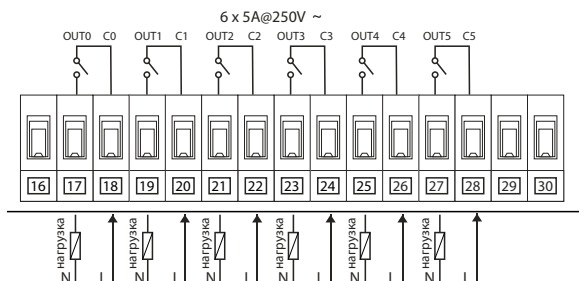 6 x 5A@250V ~
OUT0 C0 OUT1 C1 OUT2 C2 OUT3 C3 OUT4 C4 OUT5 C5
16 17 18 19 20 21 22 23 24 25 26 27 28 29 30
нагрузка нагрузка нагрузка нагрузка нагрузка нагрузка
N L N L N L N L N L N L